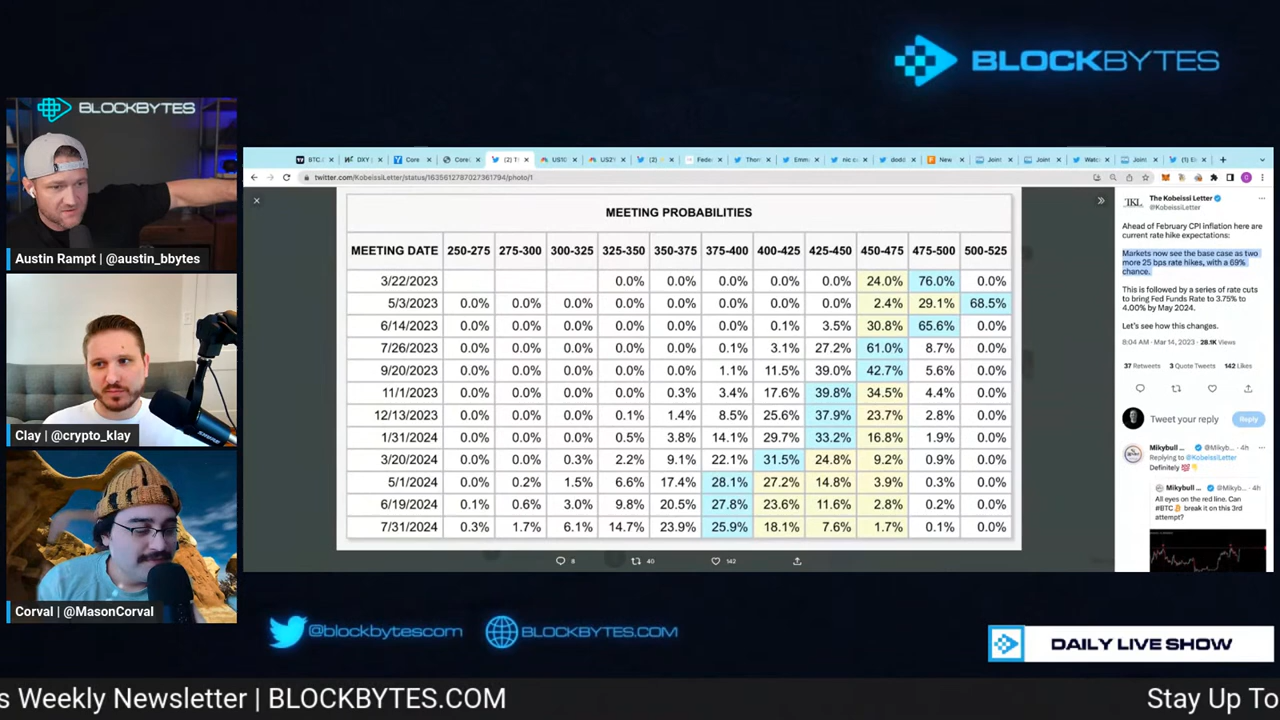 BLOCKBYTES
BLOCKBYTES
Austin Rampt | @austin_bbytes
Clay | @crypto_klay
Corval | @MasonCorval
twitter.com/KobeissiLetter/status/1635612787027361794/photo/1
MEETING PROBABILITIES
MEETING DATE 250-275 275-300 300-325 325-350 350-375 375-400 400-425 425-450 450-475 475-500 500-525
3/22/2023 0.0% 0.0% 0.0% 0.0% 0.0% 24.0% 76.0% 0.0%
5/3/2023 0.0% 0.0% 0.0% 0.0% 0.0% 0.0% 0.0% 0.0% 2.4% 29.1% 68.5%
6/14/2023 0.0% 0.0% 0.0% 0.0% 0.0% 0.0% 0.1% 3.5% 30.8% 65.6% 0.0%
7/26/2023 0.0% 0.0% 0.0% 0.0% 0.0% 0.1% 3.1% 27.2% 61.0% 8.7% 0.0%
9/20/2023 0.0% 0.0% 0.0% 0.0% 0.0% 1.1% 11.5% 39.0% 42.7% 5.6% 0.0%
11/1/2023 0.0% 0.0% 0.0% 0.0% 0.3% 3.4% 17.6% 39.8% 34.5% 4.4% 0.0%
12/13/2023 0.0% 0.0% 0.0% 0.1% 1.4% 8.5% 25.6% 37.9% 23.7% 2.8% 0.0%
1/31/2024 0.0% 0.0% 0.0% 0.5% 3.8% 14.1% 29.7% 33.2% 16.8% 1.9% 0.0%
3/20/2024 0.0% 0.0% 0.3% 2.2% 9.1% 22.1% 31.5% 24.8% 9.2% 0.9% 0.0%
5/1/2024 0.0% 0.2% 1.5% 6.6% 17.4% 28.1% 27.2% 14.8% 3.9% 0.3% 0.0%
6/19/2024 0.1% 0.6% 3.0% 9.8% 20.5% 27.8% 23.6% 11.6% 2.8% 0.2% 0.0%
7/31/2024 0.3% 1.7% 6.1% 14.7% 23.9% 25.9% 18.1% 7.6% 1.7% 0.1% 0.0%
8 40 142
TKL
The Kobeissi Letter
@KobeissiLetter
Ahead of February CPI inflation here are
current rate hike expectations:
Markets now see the base case as two
more 25 bps rate hikes, with a 69%
chance.
This is followed by a series of rate cuts
to bring Fed Funds Rate to 3.75% to
4.00% by May 2024.
Let's see how this changes.
8:04 AM · Mar 14, 2023 · 28.1K Views
37 Retweets 3 Quote Tweets 142 Likes
Tweet your reply
Reply
Mikybull ... @Mikyb... · 4h
Replying to @KobeissiLetter
Definitely 💯👇
Mikybull ... @Mikyb... · 4h
All eyes on the red line. Can
#BTC break it on this 3rd
attempt?
@blockbytescom
BLOCKBYTES.COM
DAILY LIVE SHOW
s Weekly Newsletter | BLOCKBYTES.COM
Stay Up To